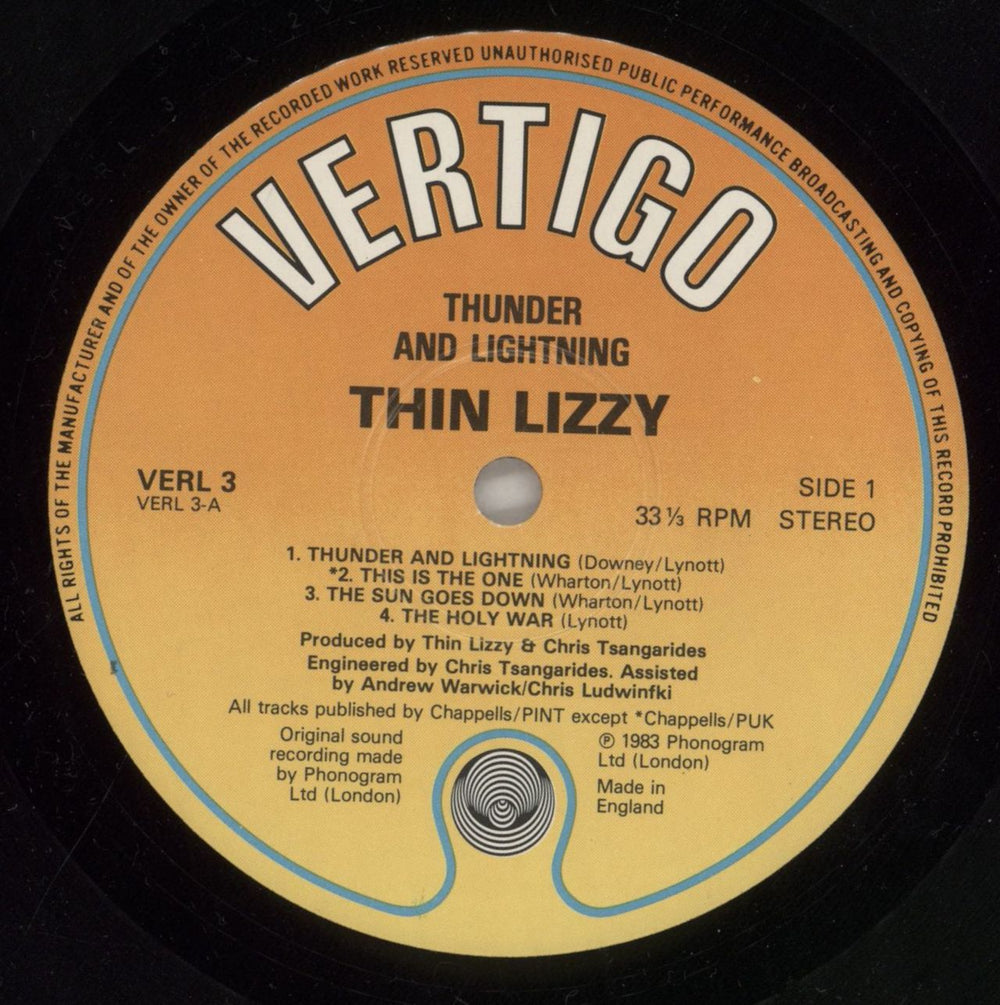 ALL RIGHTS OF THE MANUFACTURER AND OF THE OWNER OF THE RECORDED WORK RESERVED UNAUTHORISED PUBLIC PERFORMANCE BROADCASTING AND COPYING OF THIS RECORD PROHIBITED
VERTIGO
THUNDER
AND LIGHTNING
THIN LIZZY
VERL 3
VERL 3-A
SIDE 1
33⅓ RPM STEREO
1. THUNDER AND LIGHTNING (Downey/Lynott)
*2. THIS IS THE ONE (Wharton/Lynott)
3. THE SUN GOES DOWN (Wharton/Lynott)
4. THE HOLY WAR (Lynott)
Produced by Thin Lizzy & Chris Tsangarides
Engineered by Chris Tsangarides. Assisted
by Andrew Warwick/Chris Ludwinfki
All tracks published by Chappells/PINT except *Chappells/PUK
Original sound
recording made
by Phonogram
Ltd (London)
℗ 1983 Phonogram
Ltd (London)
Made in
England